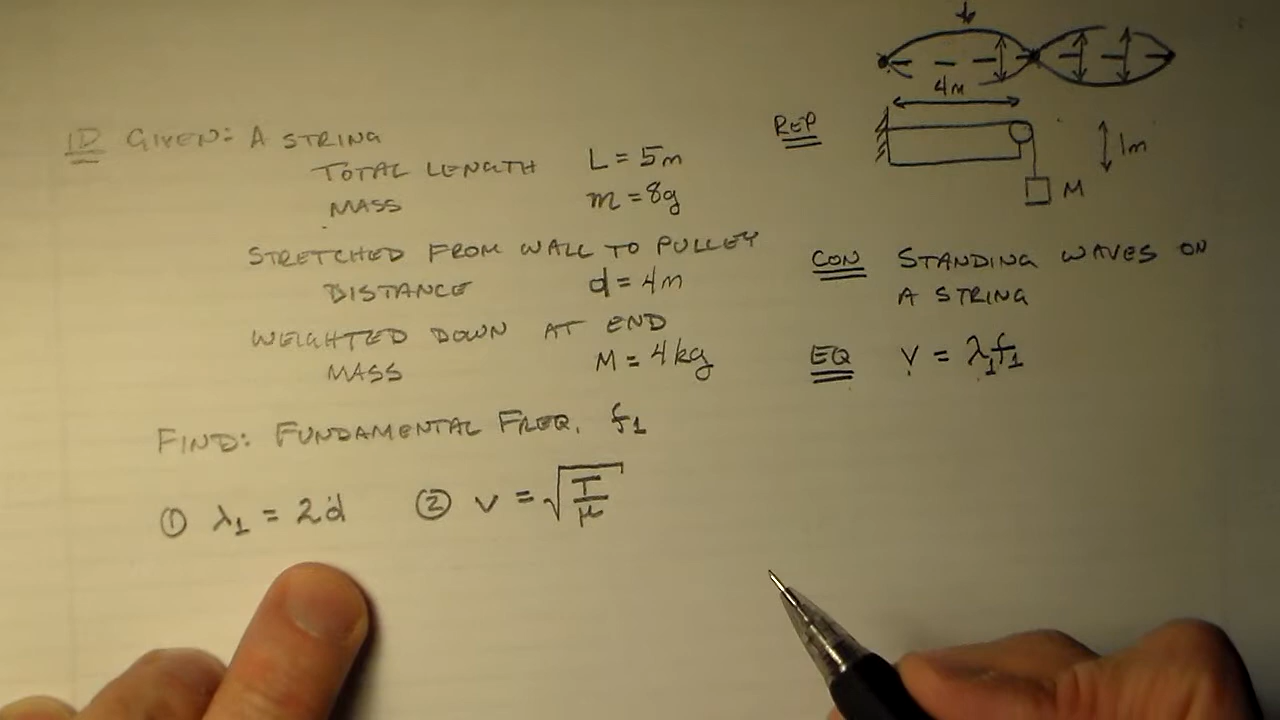 ID GIVEN: A STRING
TOTAL LENGTH L = 5m
MASS m = 8g
STRETCHED FROM WALL TO PULLEY
DISTANCE d = 4m
WEIGHTED DOWN AT END
MASS M = 4kg
FIND: FUNDAMENTAL FREQ. f₁
① λ₁ = 2d ② v = √(T/μ)
4M
REP
1m
M
CON STANDING WAVES ON
A STRING
EQ v = λ₁f₁